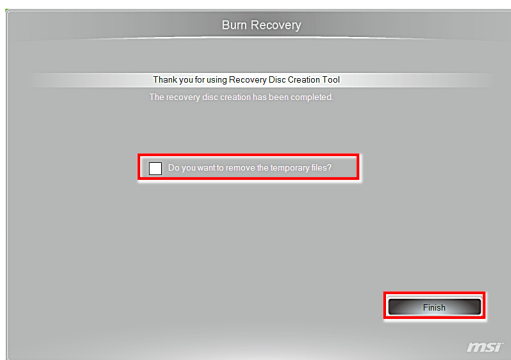 Burn Recovery
Thank you for using Recovery Disc Creation Tool
The recovery disc creation has been completed.
Do you want to remove the temporary files?
Finish
msi